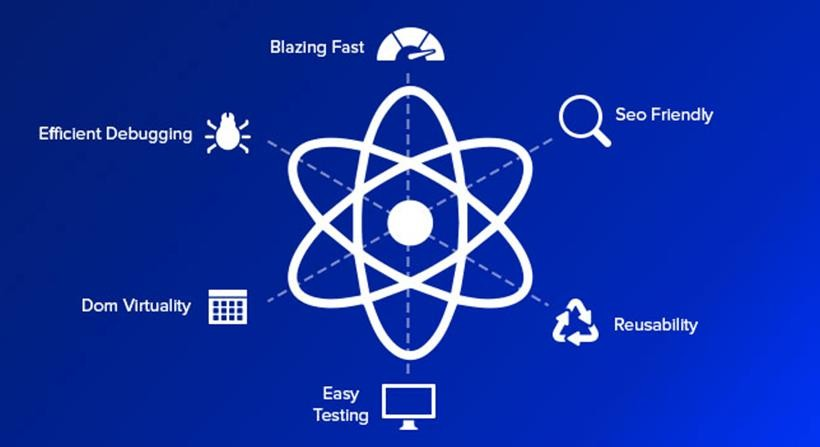 Blazing Fast
Seo Friendly
Efficient Debugging
Dom Virtuality
Reusability
Easy
Testing